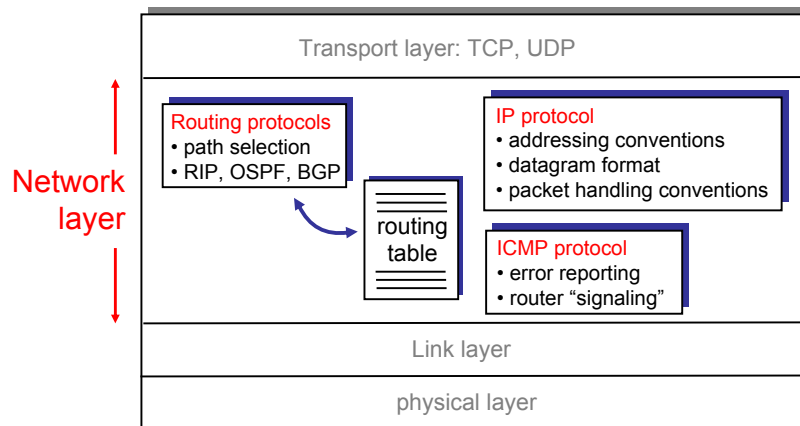 Transport layer: TCP, UDP
Network
layer
Routing protocols
• path selection
• RIP, OSPF, BGP
routing
table
IP protocol
• addressing conventions
• datagram format
• packet handling conventions
ICMP protocol
• error reporting
• router “signaling”
Link layer
physical layer